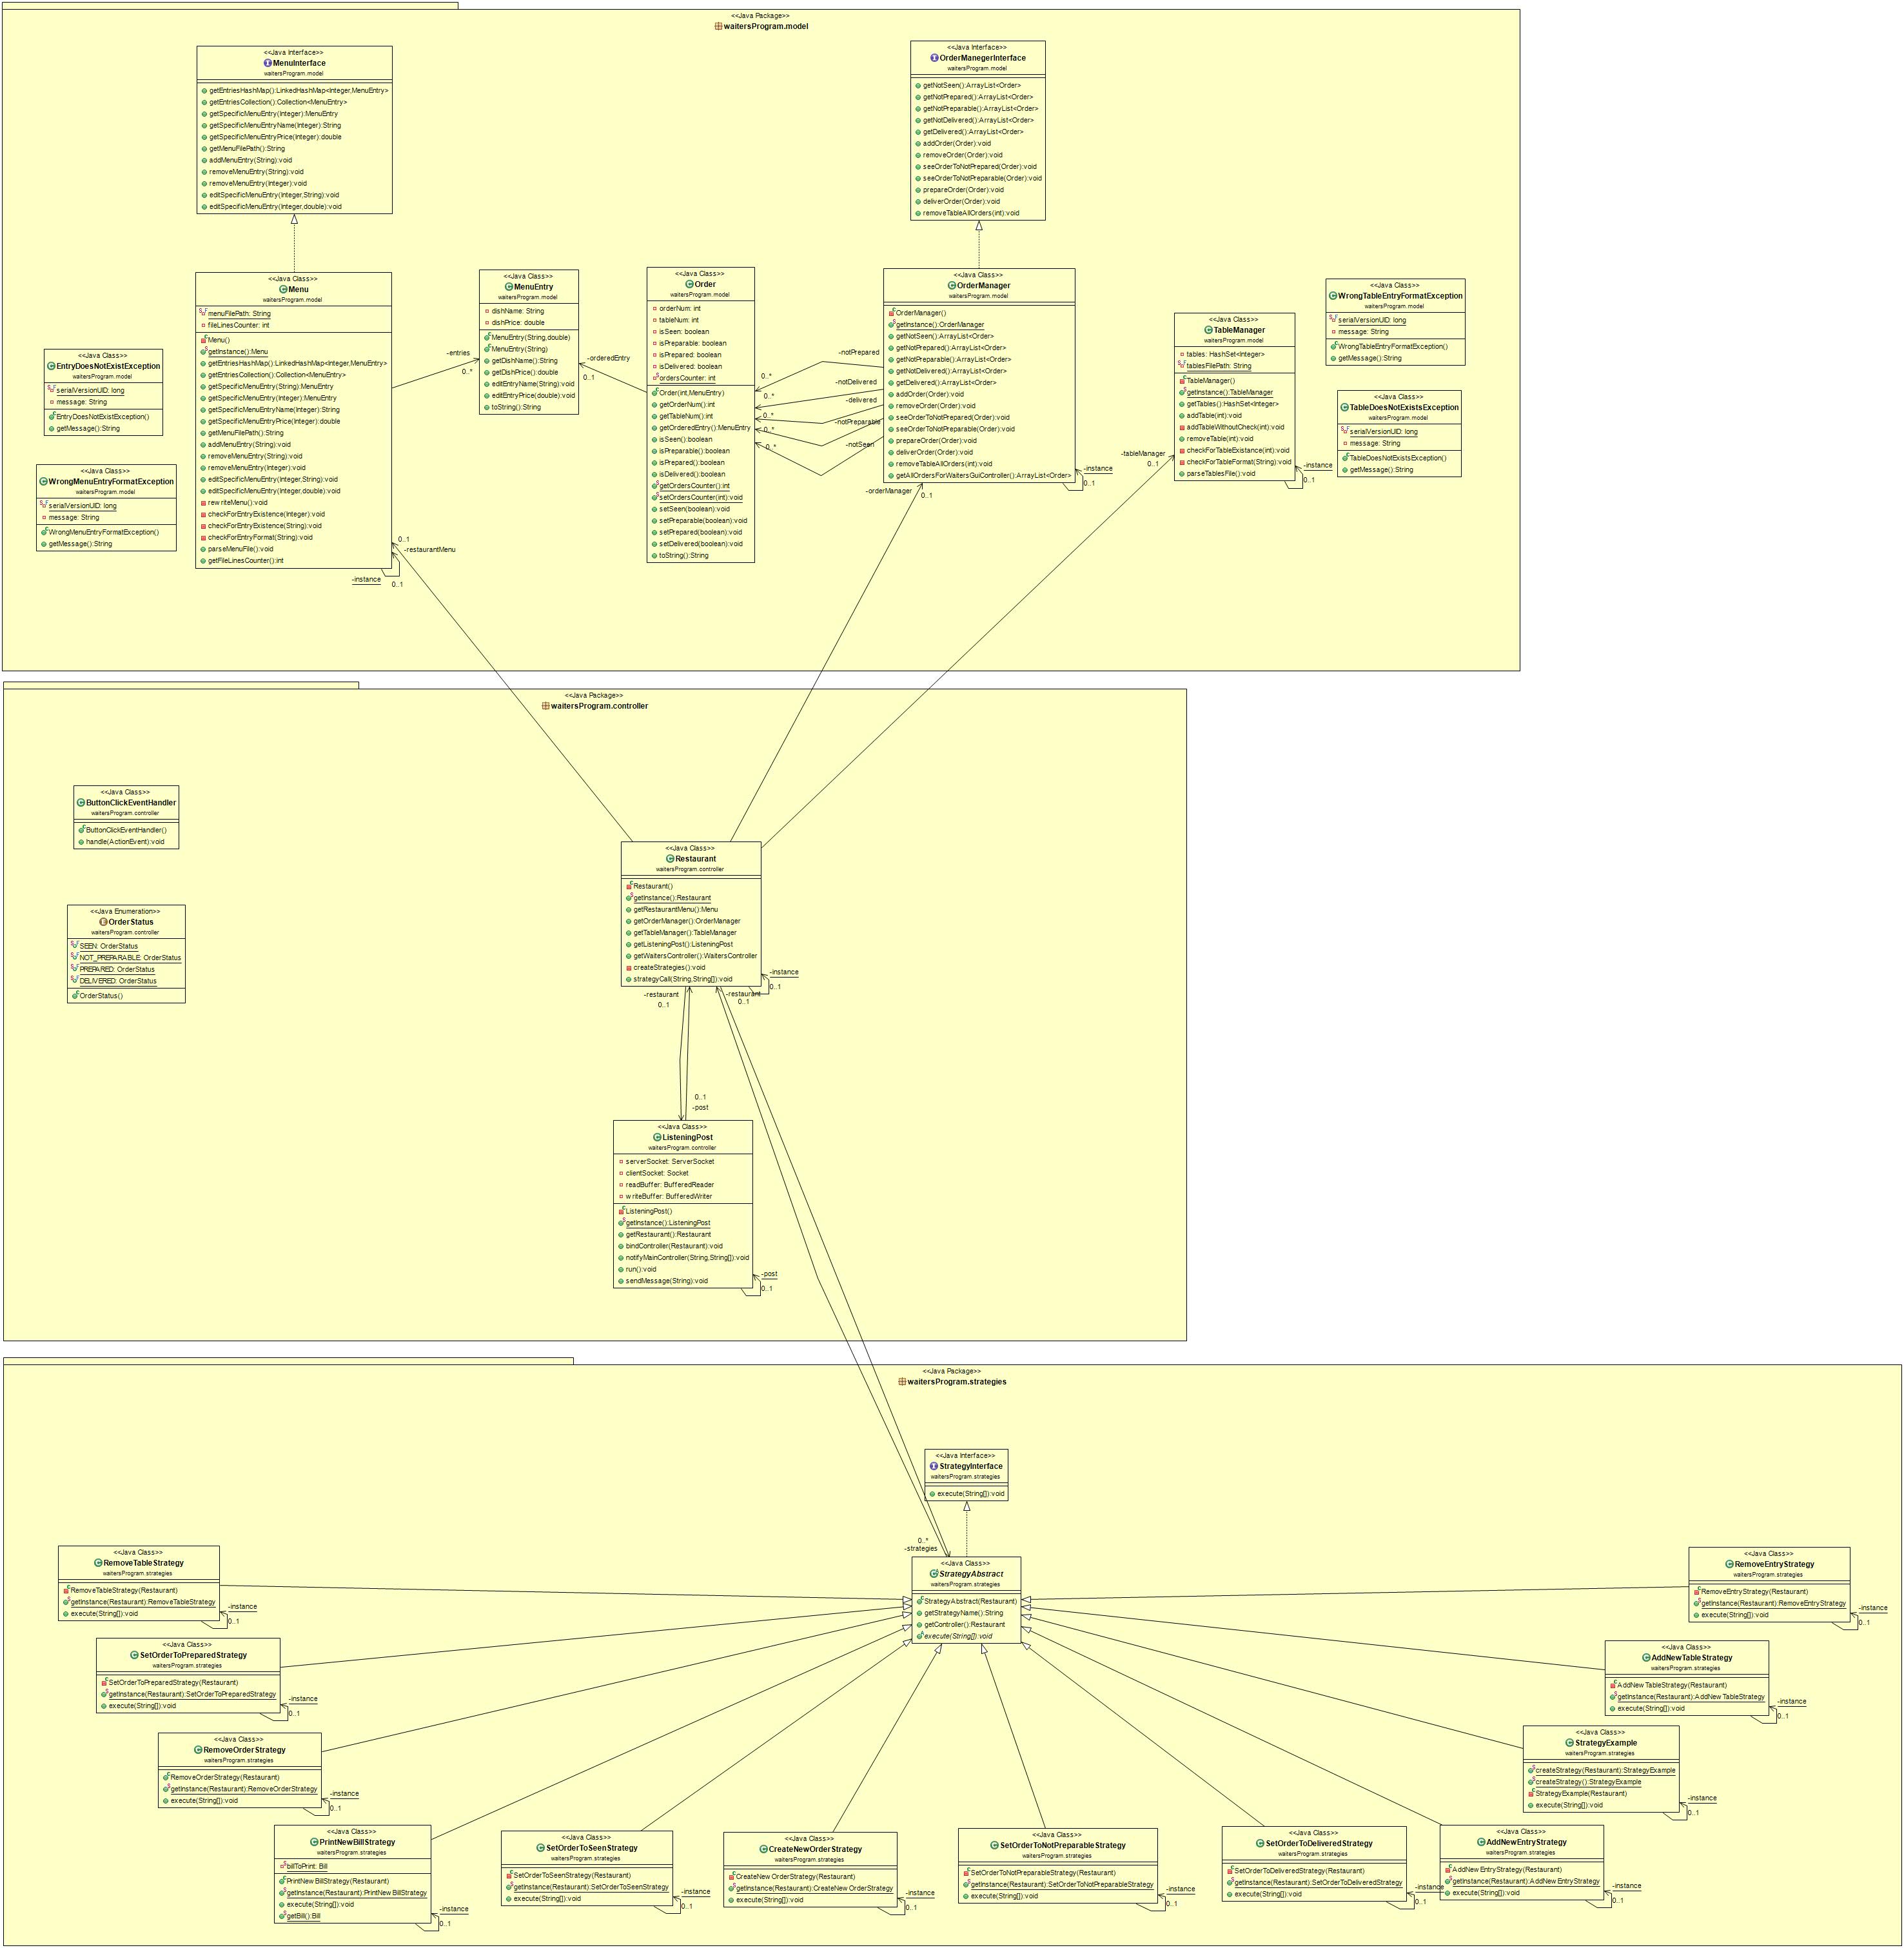 <<Java Package>>
waitersProgram.model
<<Java Interface>>
MenuInterface
waitersProgram.model
getEntriesHashMap():LinkedHashMap<Integer,MenuEntry>
getEntriesCollection():Collection<MenuEntry>
getSpecificMenuEntry(Integer):MenuEntry
getSpecificMenuEntryName(Integer):String
getSpecificMenuEntryPrice(Integer):double
getMenuFilePath():String
addMenuEntry(String):void
removeMenuEntry(String):void
removeMenuEntry(Integer):void
editSpecificMenuEntry(Integer,String):void
editSpecificMenuEntry(Integer,double):void
<<Java Interface>>
OrderManegerInterface
waitersProgram.model
getNotSeen():ArrayList<Order>
getNotPrepared():ArrayList<Order>
getNotPreparable():ArrayList<Order>
getNotDelivered():ArrayList<Order>
getDelivered():ArrayList<Order>
addOrder(Order):void
removeOrder(Order):void
seeOrderToNotPrepared(Order):void
seeOrderToNotPreparable(Order):void
prepareOrder(Order):void
deliverOrder(Order):void
removeTableAllOrders(int):void
<<Java Class>>
EntryDoesNotExistException
waitersProgram.model
serialVersionUID: long
message: String
EntryDoesNotExistException()
getMessage():String
<<Java Class>>
WrongMenuEntryFormatException
waitersProgram.model
serialVersionUID: long
message: String
WrongMenuEntryFormatException()
getMessage():String
<<Java Class>>
Menu
waitersProgram.model
menuFilePath: String
fileLinesCounter: int
Menu()
getInstance():Menu
getEntriesHashMap():LinkedHashMap<Integer,MenuEntry>
getEntriesCollection():Collection<MenuEntry>
getSpecificMenuEntry(String):MenuEntry
getSpecificMenuEntry(Integer):MenuEntry
getSpecificMenuEntryName(Integer):String
getSpecificMenuEntryPrice(Integer):double
getMenuFilePath():String
addMenuEntry(String):void
removeMenuEntry(String):void
removeMenuEntry(Integer):void
editSpecificMenuEntry(Integer,String):void
editSpecificMenuEntry(Integer,double):void
rewriteMenu():void
checkForEntryExistence(Integer):void
checkForEntryExistence(String):void
checkForEntryFormat(String):void
parseMenuFile():void
getFileLinesCounter():int
-entries
0..*
0..1
-restaurantMenu
-instance
0..1
<<Java Class>>
MenuEntry
waitersProgram.model
dishName: String
dishPrice: double
MenuEntry(String,double)
MenuEntry(String)
getDishName():String
getDishPrice():double
editEntryName(String):void
editEntryPrice(double):void
toString():String
-orderedEntry
0..1
<<Java Class>>
Order
waitersProgram.model
orderNum: int
tableNum: int
isSeen: boolean
isPreparable: boolean
isPrepared: boolean
isDelivered: boolean
ordersCounter: int
Order(int,MenuEntry)
getOrderNum():int
getTableNum():int
getOrderedEntry():MenuEntry
isSeen():boolean
isPreparable():boolean
isPrepared():boolean
isDelivered():boolean
getOrdersCounter():int
setOrdersCounter(int):void
setSeen(boolean):void
setPreparable(boolean):void
setPrepared(boolean):void
setDelivered(boolean):void
toString():String
-notPrepared
0..*
-notDelivered
0..*
-delivered
0..*
-notPreparable
0..*
-notSeen
0..*
<<Java Class>>
OrderManager
waitersProgram.model
OrderManager()
getInstance():OrderManager
getNotSeen():ArrayList<Order>
getNotPrepared():ArrayList<Order>
getNotPreparable():ArrayList<Order>
getNotDelivered():ArrayList<Order>
getDelivered():ArrayList<Order>
addOrder(Order):void
removeOrder(Order):void
seeOrderToNotPrepared(Order):void
seeOrderToNotPreparable(Order):void
prepareOrder(Order):void
deliverOrder(Order):void
removeTableAllOrders(int):void
getAllOrdersForWaitersGuiController():ArrayList<Order>
-instance
0..1
-orderManager
0..1
<<Java Class>>
TableManager
waitersProgram.model
tables: HashSet<Integer>
tablesFilePath: String
TableManager()
getInstance():TableManager
getTables():HashSet<Integer>
addTable(int):void
addTableWithoutCheck(int):void
removeTable(int):void
checkForTableExistance(int):void
checkForTableFormat(String):void
parseTablesFile():void
-tableManager
0..1
-instance
0..1
<<Java Class>>
WrongTableEntryFormatException
waitersProgram.model
serialVersionUID: long
message: String
WrongTableEntryFormatException()
getMessage():String
<<Java Class>>
TableDoesNotExistsException
waitersProgram.model
serialVersionUID: long
message: String
TableDoesNotExistsException()
getMessage():String
<<Java Package>>
waitersProgram.controller
<<Java Class>>
ButtonClickEventHandler
waitersProgram.controller
ButtonClickEventHandler()
handle(ActionEvent):void
<<Java Enumeration>>
OrderStatus
waitersProgram.controller
SEEN: OrderStatus
NOT_PREPARABLE: OrderStatus
PREPARED: OrderStatus
DELIVERED: OrderStatus
OrderStatus()
<<Java Class>>
Restaurant
waitersProgram.controller
Restaurant()
getInstance():Restaurant
getRestaurantMenu():Menu
getOrderManager():OrderManager
getTableManager():TableManager
getListeningPost():ListeningPost
getWaitersController():WaitersController
createStrategies():void
strategyCall(String,String[]):void
-instance
0..1
-restaurant
0..1
-restaurant
0..1
0..1
-post
<<Java Class>>
ListeningPost
waitersProgram.controller
serverSocket: ServerSocket
clientSocket: Socket
readBuffer: BufferedReader
writeBuffer: BufferedWriter
ListeningPost()
getInstance():ListeningPost
getRestaurant():Restaurant
bindController(Restaurant):void
notifyMainController(String,String[]):void
run():void
sendMessage(String):void
-post
0..1
<<Java Package>>
waitersProgram.strategies
<<Java Interface>>
StrategyInterface
waitersProgram.strategies
execute(String[]):void
0..*
-strategies
<<Java Class>>
StrategyAbstract
waitersProgram.strategies
StrategyAbstract(Restaurant)
getStrategyName():String
getController():Restaurant
execute(String[]):void
<<Java Class>>
RemoveTableStrategy
waitersProgram.strategies
RemoveTableStrategy(Restaurant)
getInstance(Restaurant):RemoveTableStrategy
execute(String[]):void
-instance
0..1
<<Java Class>>
RemoveEntryStrategy
waitersProgram.strategies
RemoveEntryStrategy(Restaurant)
getInstance(Restaurant):RemoveEntryStrategy
execute(String[]):void
-instance
0..1
<<Java Class>>
SetOrderToPreparedStrategy
waitersProgram.strategies
SetOrderToPreparedStrategy(Restaurant)
getInstance(Restaurant):SetOrderToPreparedStrategy
execute(String[]):void
-instance
0..1
<<Java Class>>
AddNewTableStrategy
waitersProgram.strategies
AddNewTableStrategy(Restaurant)
getInstance(Restaurant):AddNewTableStrategy
execute(String[]):void
-instance
0..1
<<Java Class>>
RemoveOrderStrategy
waitersProgram.strategies
RemoveOrderStrategy(Restaurant)
getInstance(Restaurant):RemoveOrderStrategy
execute(String[]):void
-instance
0..1
<<Java Class>>
StrategyExample
waitersProgram.strategies
createStrategy(Restaurant):StrategyExample
createStrategy():StrategyExample
StrategyExample(Restaurant)
execute(String[]):void
-instance
0..1
<<Java Class>>
PrintNewBillStrategy
waitersProgram.strategies
billToPrint: Bill
PrintNewBillStrategy(Restaurant)
getInstance(Restaurant):PrintNewBillStrategy
execute(String[]):void
getBill():Bill
-instance
0..1
<<Java Class>>
SetOrderToSeenStrategy
waitersProgram.strategies
SetOrderToSeenStrategy(Restaurant)
getInstance(Restaurant):SetOrderToSeenStrategy
execute(String[]):void
-instance
0..1
<<Java Class>>
CreateNewOrderStrategy
waitersProgram.strategies
CreateNewOrderStrategy(Restaurant)
getInstance(Restaurant):CreateNewOrderStrategy
execute(String[]):void
-instance
0..1
<<Java Class>>
SetOrderToNotPreparableStrategy
waitersProgram.strategies
SetOrderToNotPreparableStrategy(Restaurant)
getInstance(Restaurant):SetOrderToNotPreparableStrategy
execute(String[]):void
-instance
0..1
<<Java Class>>
SetOrderToDeliveredStrategy
waitersProgram.strategies
SetOrderToDeliveredStrategy(Restaurant)
getInstance(Restaurant):SetOrderToDeliveredStrategy
execute(String[]):void
-instance
0..1
<<Java Class>>
AddNewEntryStrategy
waitersProgram.strategies
AddNewEntryStrategy(Restaurant)
getInstance(Restaurant):AddNewEntryStrategy
execute(String[]):void
-instance
0..1